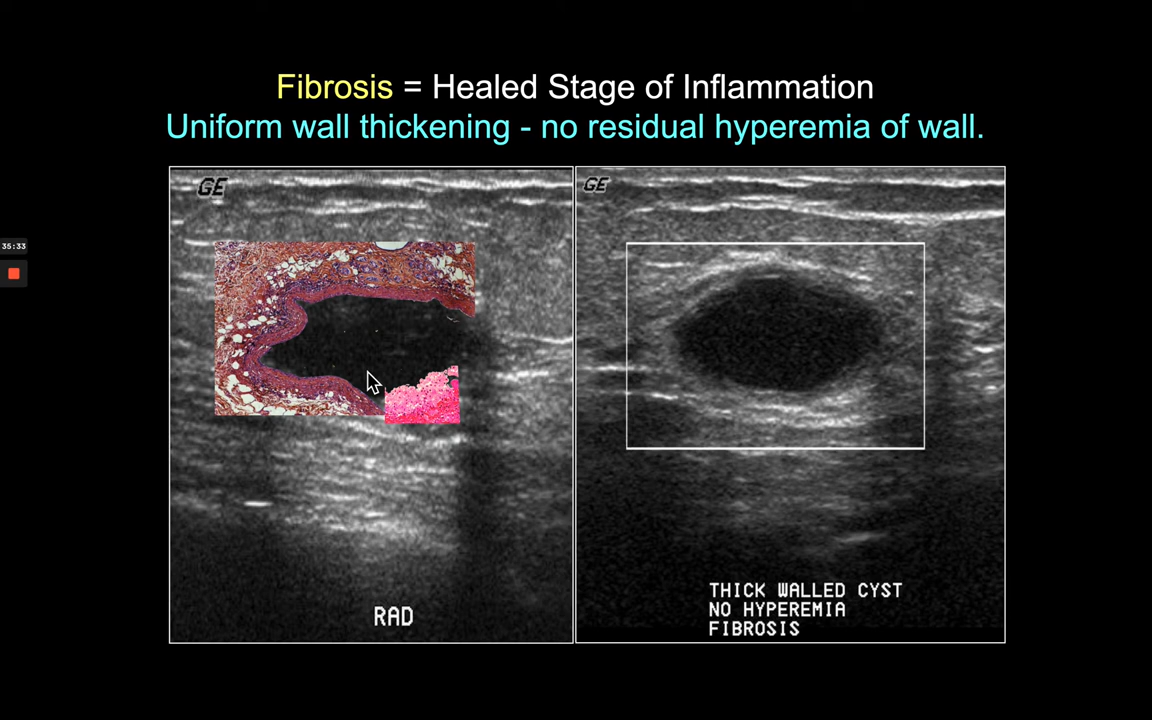 Fibrosis = Healed Stage of Inflammation
Uniform wall thickening - no residual hyperemia of wall.
GE
GE
35:33
RAD
THICK WALLED CYST
NO HYPEREMIA
FIBROSIS